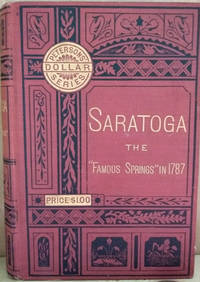 PETERSONS
DOLLAR
SERIES
SARATOGA
THE
"FAMOUS SPRINGS" IN 1787
PRICE $1.00